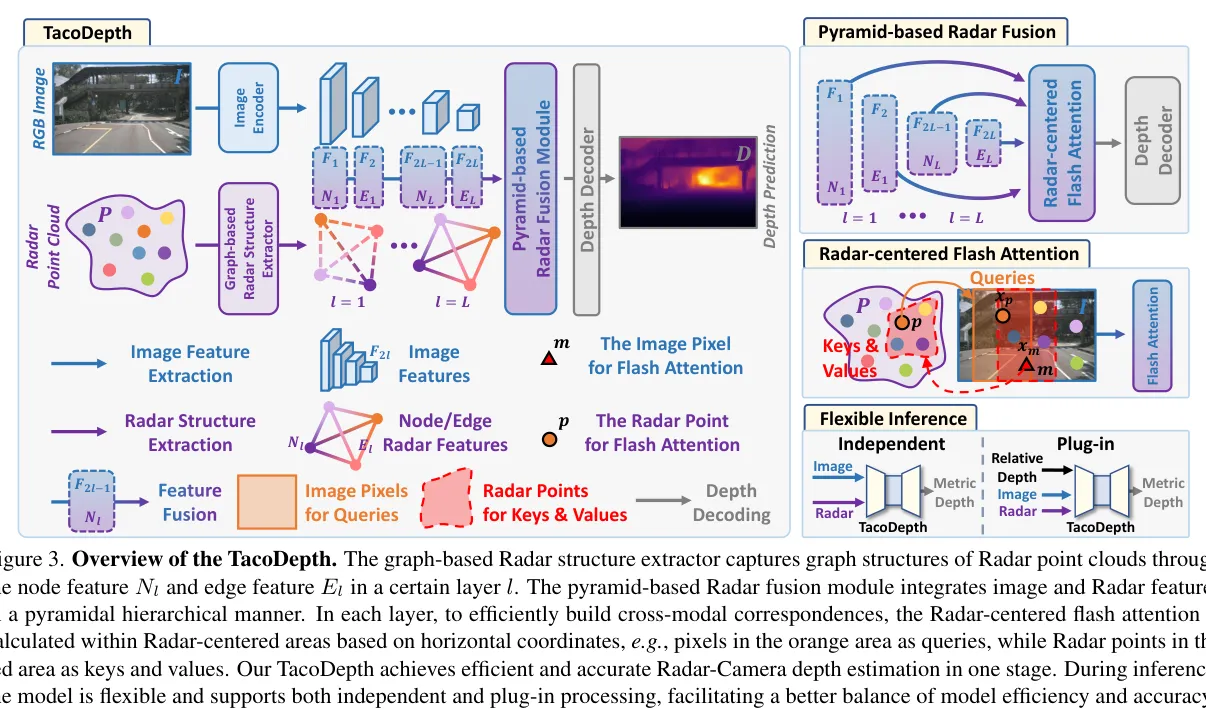 TacoDepth
RGB Image
I
Image Encoder
F1 F2 F2L−1 F2L
N1 E1 NL EL
Radar Point Cloud
P
Graph-based Radar Structure Extractor
l = 1
l = L
Pyramid-based Radar Fusion Module
Depth Decoder
D
Depth Prediction
Image Feature Extraction
F2l
Image Features
m
The Image Pixel for Flash Attention
Radar Structure Extraction
Nl
El
Node/Edge Radar Features
p
The Radar Point for Flash Attention
F2l−1
Nl
Feature Fusion
Image Pixels for Queries
Radar Points for Keys & Values
Depth Decoding
Pyramid-based Radar Fusion
F1
N1
F2
E1
F2L−1
NL
F2L
EL
l = 1 ••• l = L
Radar-centered Flash Attention
Depth Decoder
Radar-centered Flash Attention
Queries
P
p
xp
I
Keys & Values
xm
m
Flash Attention
Flexible Inference
Independent
Image
Radar
TacoDepth
Metric Depth
Plug-in
Relative Depth
Image
Radar
TacoDepth
Metric Depth
igure 3. Overview of the TacoDepth. The graph-based Radar structure extractor captures graph structures of Radar point clouds throug
e node feature Nl and edge feature El in a certain layer l. The pyramid-based Radar fusion module integrates image and Radar feature
a pyramidal hierarchical manner. In each layer, to efficiently build cross-modal correspondences, the Radar-centered flash attention
alculated within Radar-centered areas based on horizontal coordinates, e.g., pixels in the orange area as queries, while Radar points in th
ed area as keys and values. Our TacoDepth achieves efficient and accurate Radar-Camera depth estimation in one stage. During inferenc
e model is flexible and supports both independent and plug-in processing, facilitating a better balance of model efficiency and accuracy